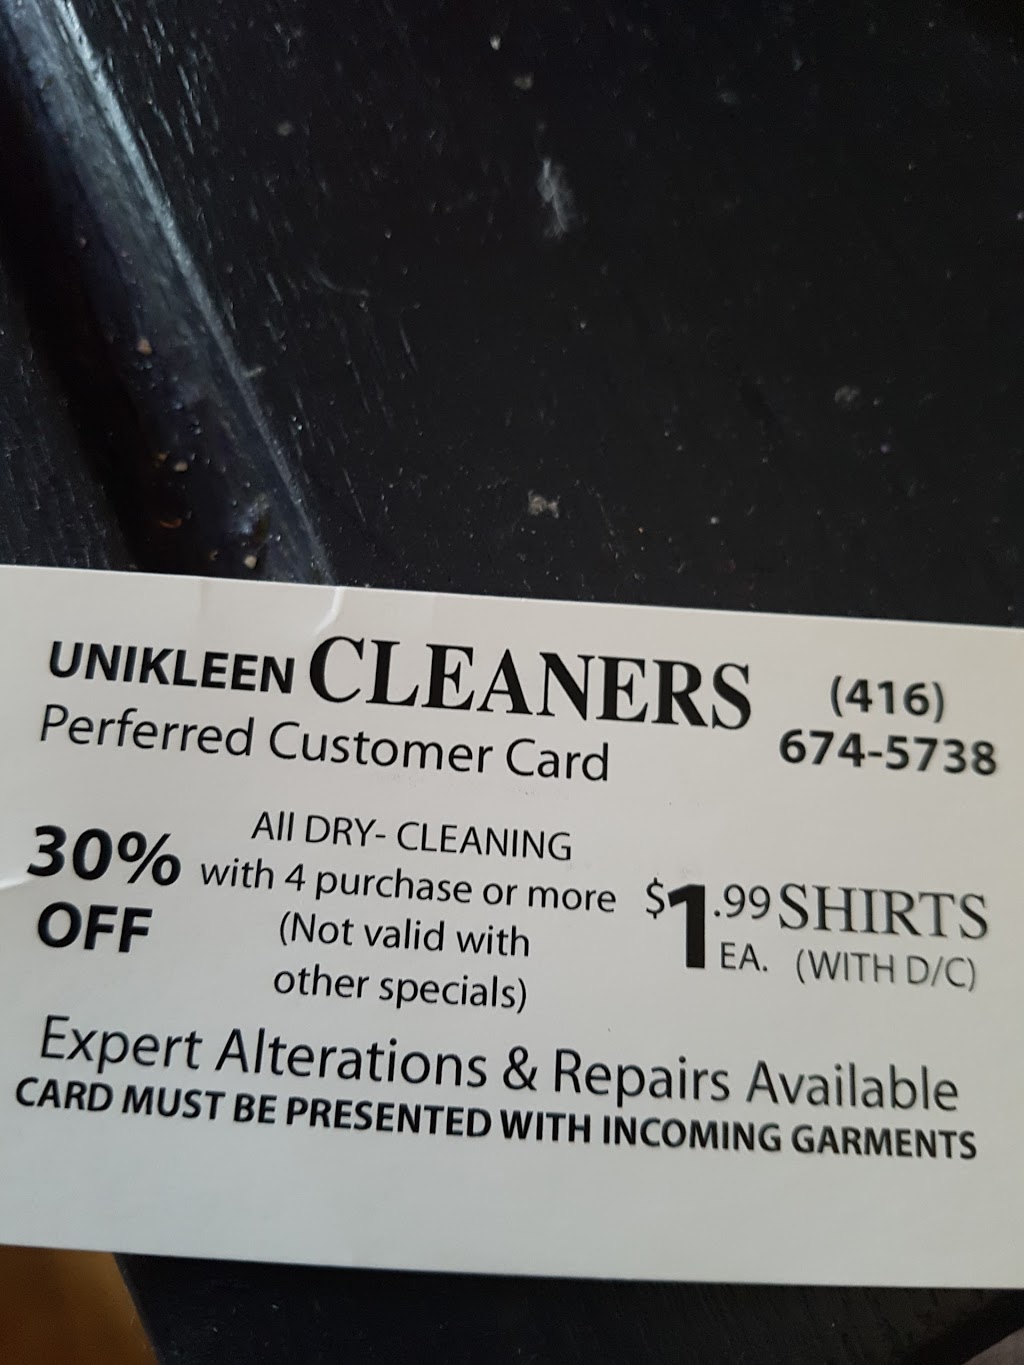 UNIKLEEN CLEANERS (416)
674-5738
Perferred Customer Card
30% OFF
All DRY- CLEANING
with 4 purchase or more
(Not valid with
other specials)
$1.99 SHIRTS
EA. (WITH D/C)
Expert Alterations & Repairs Available
CARD MUST BE PRESENTED WITH INCOMING GARMENTS